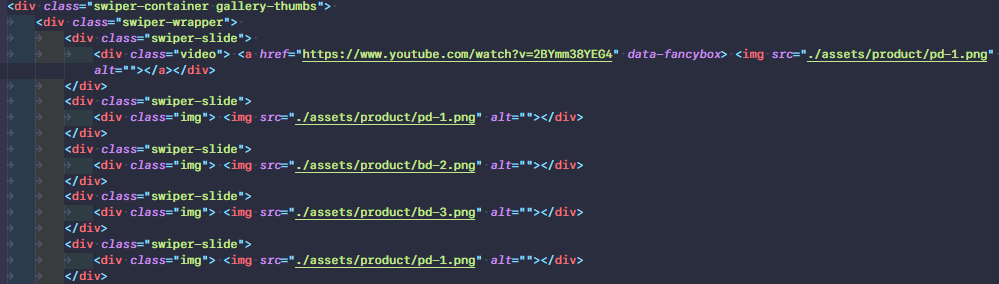 <div class="swiper-container gallery-thumbs">
<div class="swiper-wrapper">
<div class="swiper-slide">
<div class="video"> <a href="https://www.youtube.com/watch?v=2BYmm38YEG4" data-fancybox> <img src="./assets/product/pd-1.png"
alt=""></a></div>
</div>
<div class="swiper-slide">
<div class="img"> <img src="./assets/product/pd-1.png" alt=""></div>
</div>
<div class="swiper-slide">
<div class="img"> <img src="./assets/product/bd-2.png" alt=""></div>
</div>
<div class="swiper-slide">
<div class="img"> <img src="./assets/product/bd-3.png" alt=""></div>
</div>
<div class="swiper-slide">
<div class="img"> <img src="./assets/product/pd-1.png" alt=""></div>
</div>